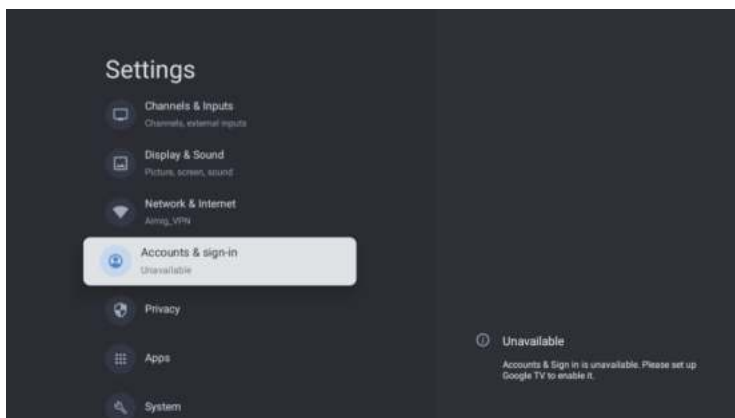 Settings
Channels & Inputs
Channels, external inputs
Display & Sound
Picture, screen, sound
Network & Internet
Airnig_VPN
Accounts & sign-in
Unavailable
Privacy
Apps
System
Unavailable
Accounts & Sign in is unavailable. Please set up
Google TV to enable it.